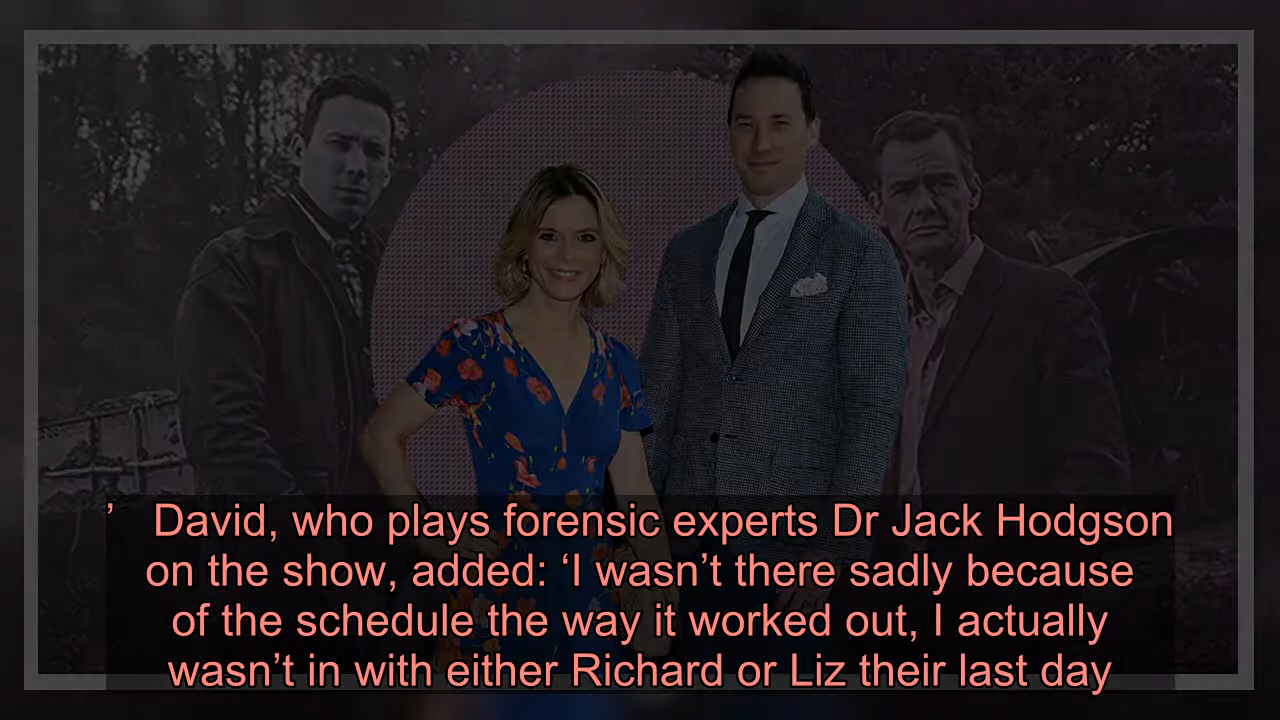 ’ David, who plays forensic experts Dr Jack Hodgson
on the show, added: ‘I wasn’t there sadly because
of the schedule the way it worked out, I actually
wasn’t in with either Richard or Liz their last day